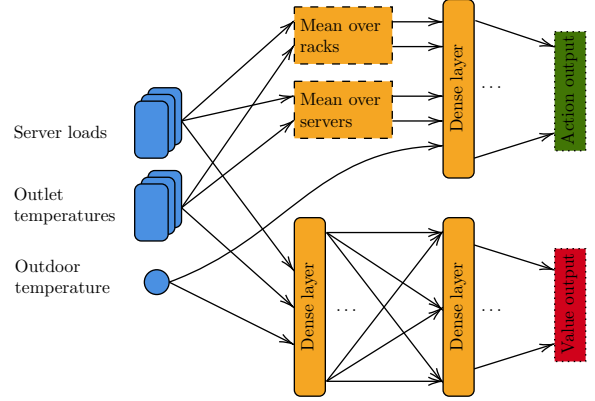 Mean over
racks
Mean over
servers
Dense layer
...
Action output
Server loads
Outlet
temperatures
Outdoor
temperature
Dense layer
...
Dense layer
...
Value output